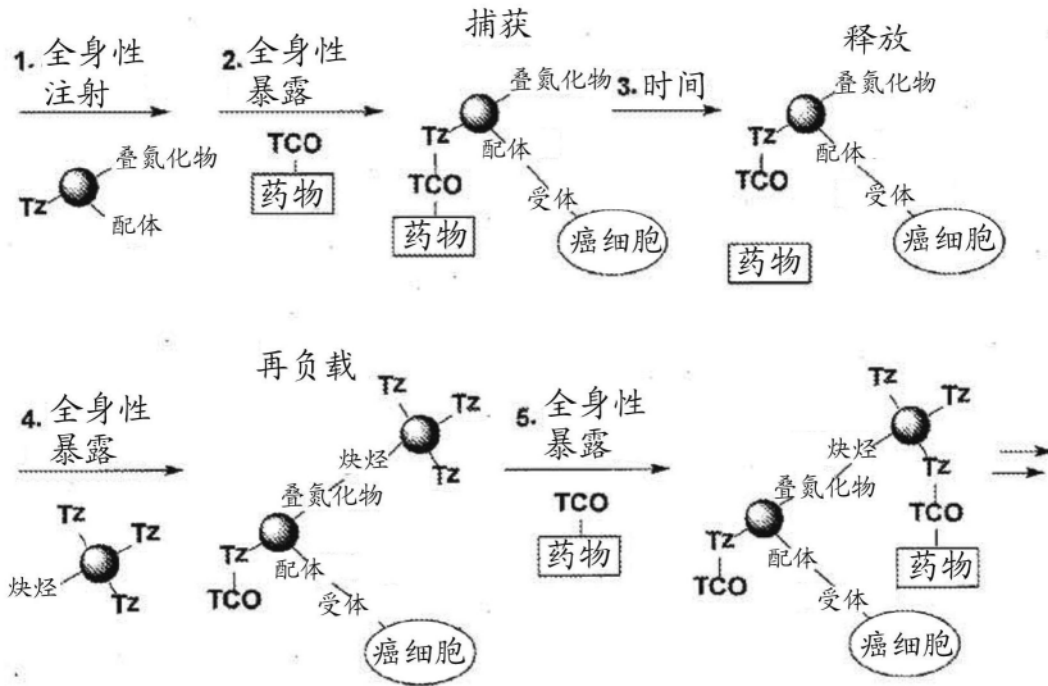 1. 全身性
注射
叠氮化物
Tz
配体
2. 全身性
暴露
TCO
药物
捕获
叠氮化物
Tz
配体
TCO
受体
药物
癌细胞
3. 时间
释放
叠氮化物
Tz
配体
TCO
受体
药物
癌细胞
4. 全身性
暴露
Tz
Tz
炔烃
Tz
再负载
Tz
Tz
炔烃
Tz
叠氮化物
Tz
配体
TCO
受体
癌细胞
5. 全身性
暴露
TCO
药物
Tz
Tz
炔烃
Tz
叠氮化物
TCO
Tz
配体
药物
TCO
受体
癌细胞